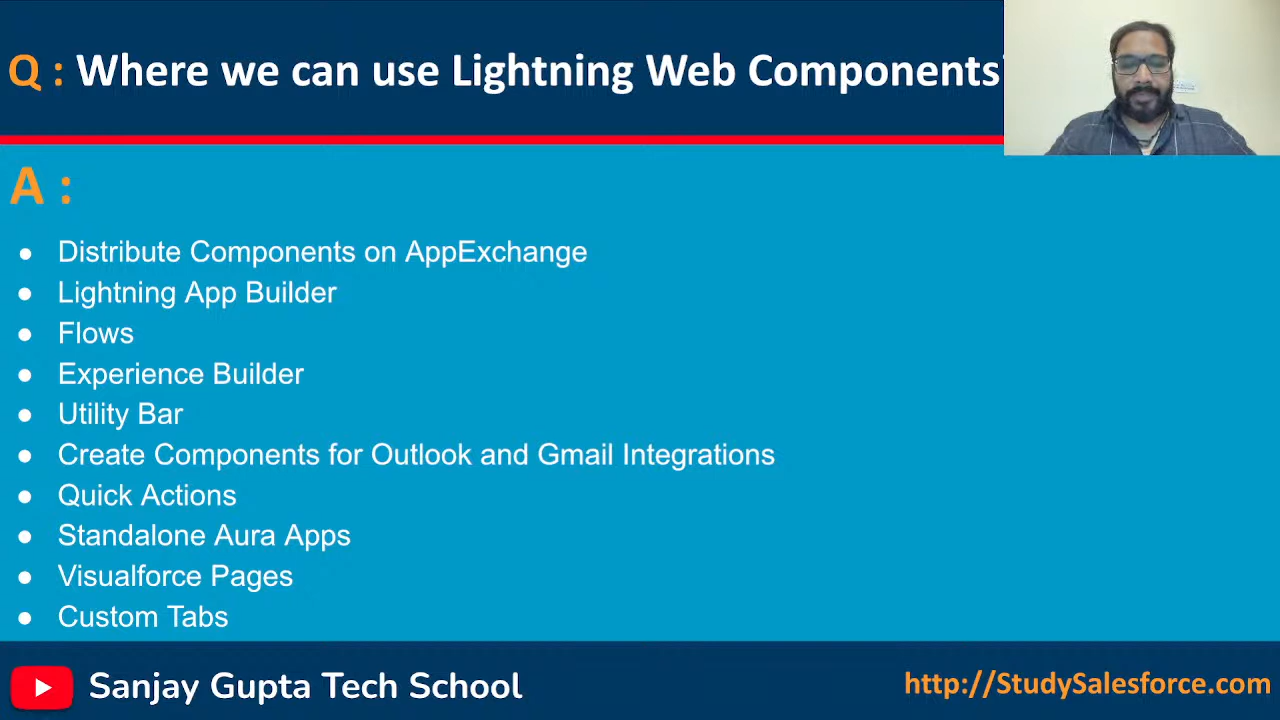 Q : Where we can use Lightning Web Components
A :
● Distribute Components on AppExchange
● Lightning App Builder
● Flows
● Experience Builder
● Utility Bar
● Create Components for Outlook and Gmail Integrations
● Quick Actions
● Standalone Aura Apps
● Visualforce Pages
● Custom Tabs
Sanjay Gupta Tech School
http://StudySalesforce.com